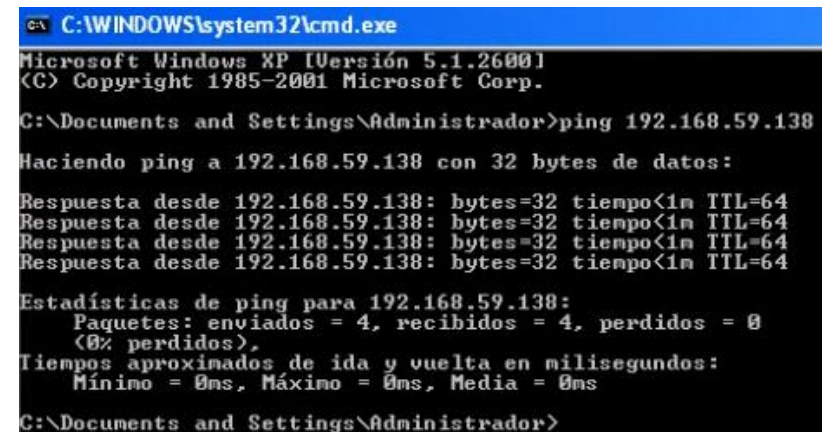 C:\WINDOWS\system32\cmd.exe
Microsoft Windows XP [Versión 5.1.2600]
(C) Copyright 1985-2001 Microsoft Corp.
C:\Documents and Settings\Administrador>ping 192.168.59.138
Haciendo ping a 192.168.59.138 con 32 bytes de datos:
Respuesta desde 192.168.59.138: bytes=32 tiempo<1m TTL=64
Respuesta desde 192.168.59.138: bytes=32 tiempo<1m TTL=64
Respuesta desde 192.168.59.138: bytes=32 tiempo<1m TTL=64
Respuesta desde 192.168.59.138: bytes=32 tiempo<1m TTL=64
Estadísticas de ping para 192.168.59.138:
Paquetes: enviados = 4, recibidos = 4, perdidos = 0
(0% perdidos),
Tiempos aproximados de ida y vuelta en milisegundos:
Mínimo = 0ms, Máximo = 0ms, Media = 0ms
C:\Documents and Settings\Administrador>